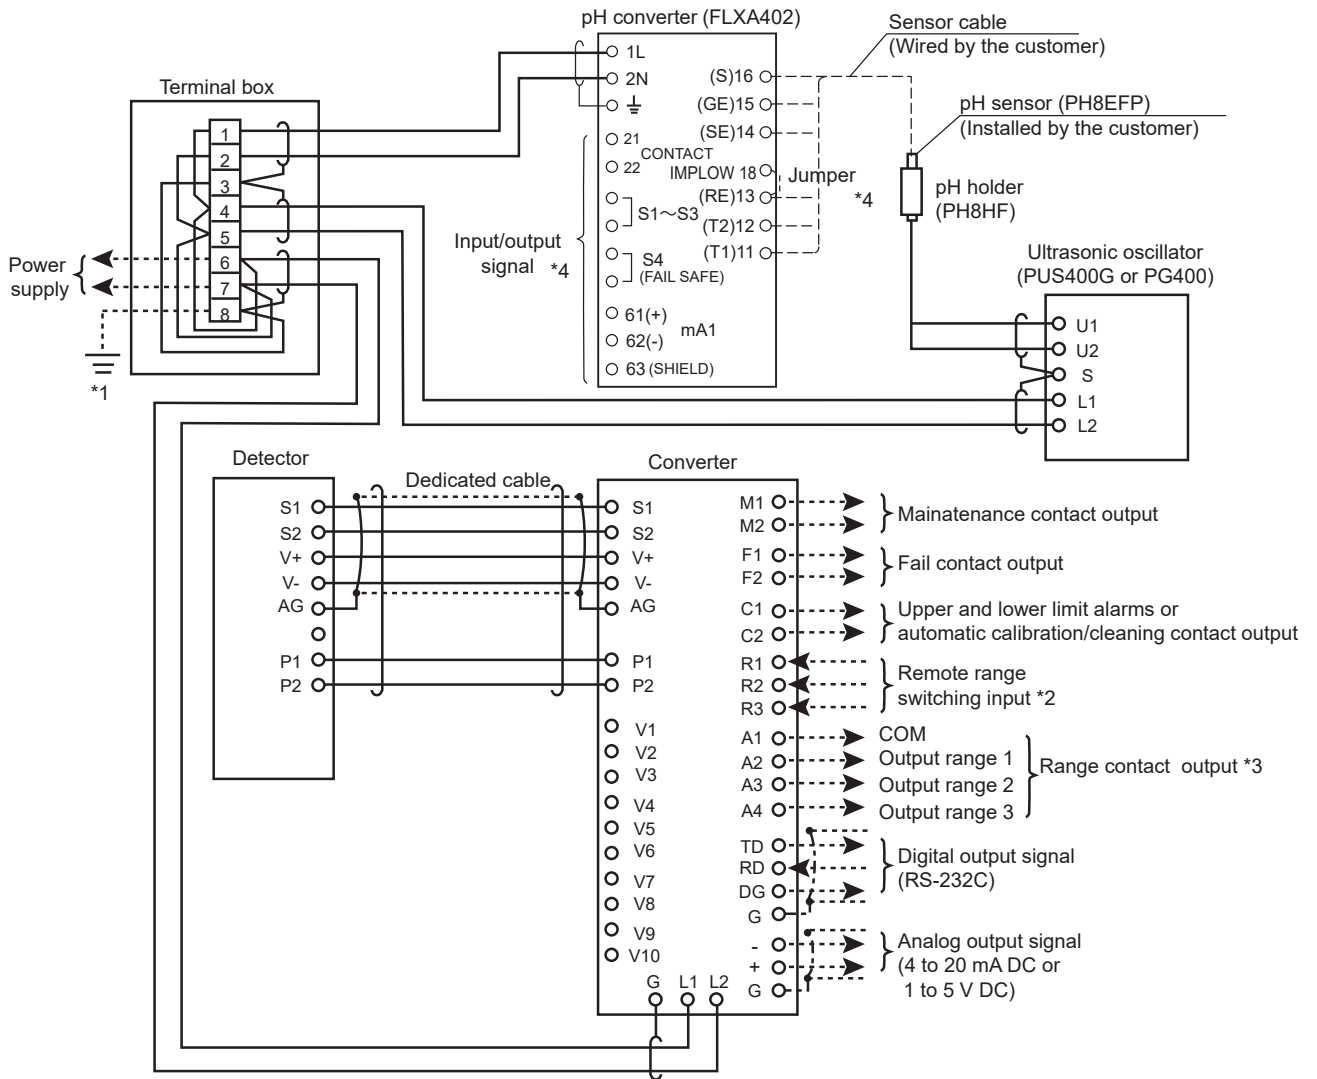 pH converter (FLXA402)
Sensor cable
(Wired by the customer)
pH sensor (PH8EFP)
(Installed by the customer)
pH holder
(PH8HF)
Ultrasonic oscillator
(PUS400G or PG400)
U1
U2
S
L1
L2
Terminal box
1
2
3
4
5
6
7
8
Power
supply
*1
1L
2N
21
CONTACT
22
S1～S3
S4
(FAIL SAFE)
61(+)
mA1
62(-)
63 (SHIELD)
Input/output
signal *4
(S)16
(GE)15
(SE)14
IMPLOW 18
(RE)13
(T2)12
(T1)11
Jumper
*4
Detector
S1
S2
V+
V-
AG
P1
P2
Dedicated cable
Converter
S1
S2
V+
V-
AG
P1
P2
V1
V2
V3
V4
V5
V6
V7
V8
V9
V10
G L1 L2
M1
M2
Mainatenance contact output
F1
F2
Fail contact output
C1
C2
Upper and lower limit alarms or
automatic calibration/cleaning contact output
R1
R2
R3
Remote range
switching input *2
A1 COM
A2 Output range 1
A3 Output range 2
A4 Output range 3
Range contact output *3
TD
RD
DG
G
Digital output signal
(RS-232C)
-
+
G
Analog output signal
(4 to 20 mA DC or
1 to 5 V DC)